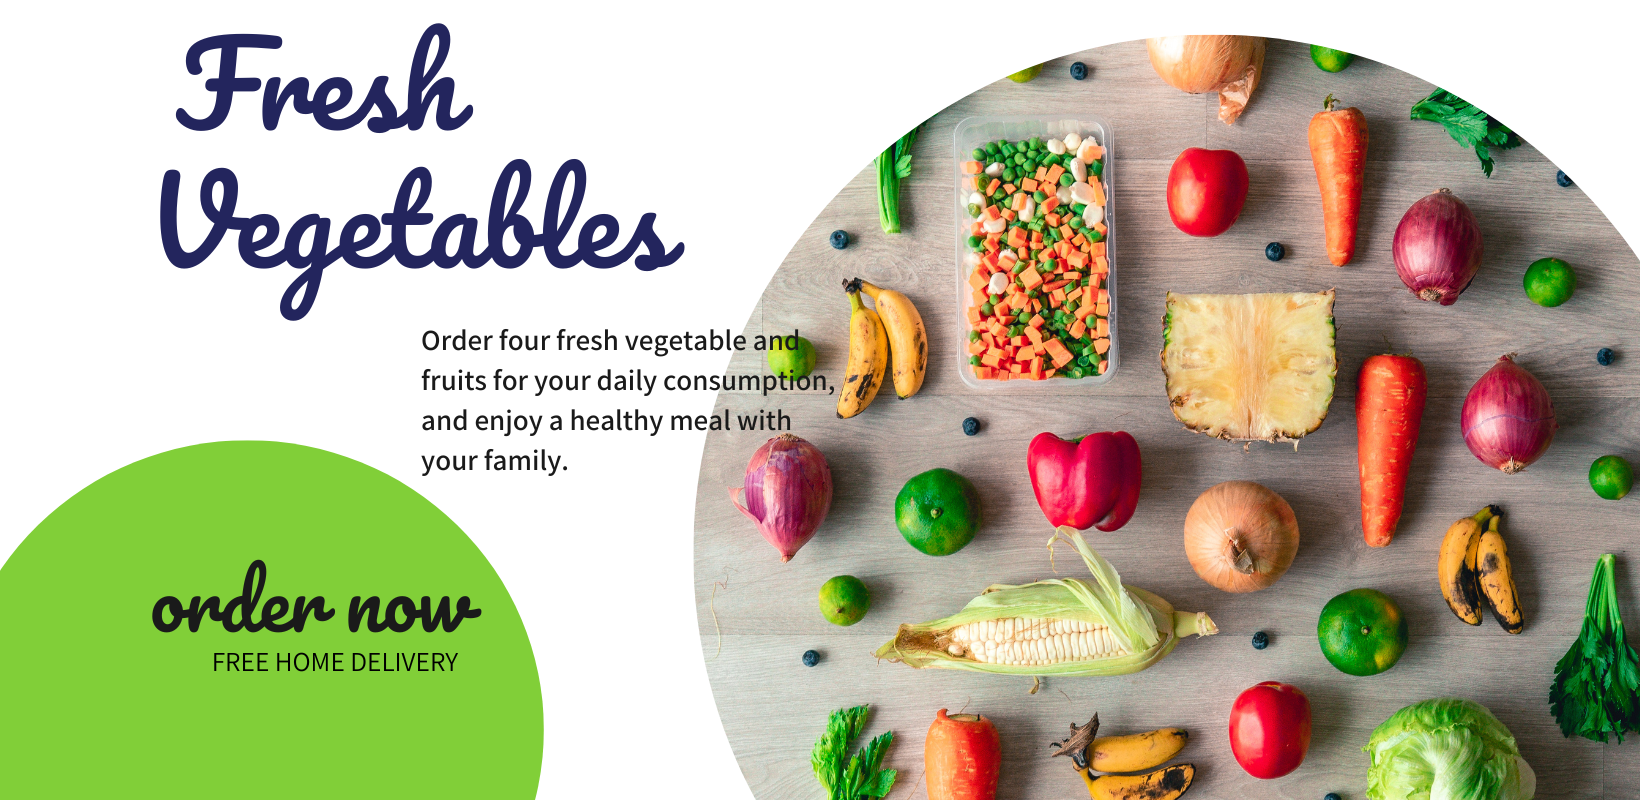 Fresh
Vegetables
Order four fresh vegetable and
fruits for your daily consumption,
and enjoy a healthy meal with
your family.
order now
FREE HOME DELIVERY